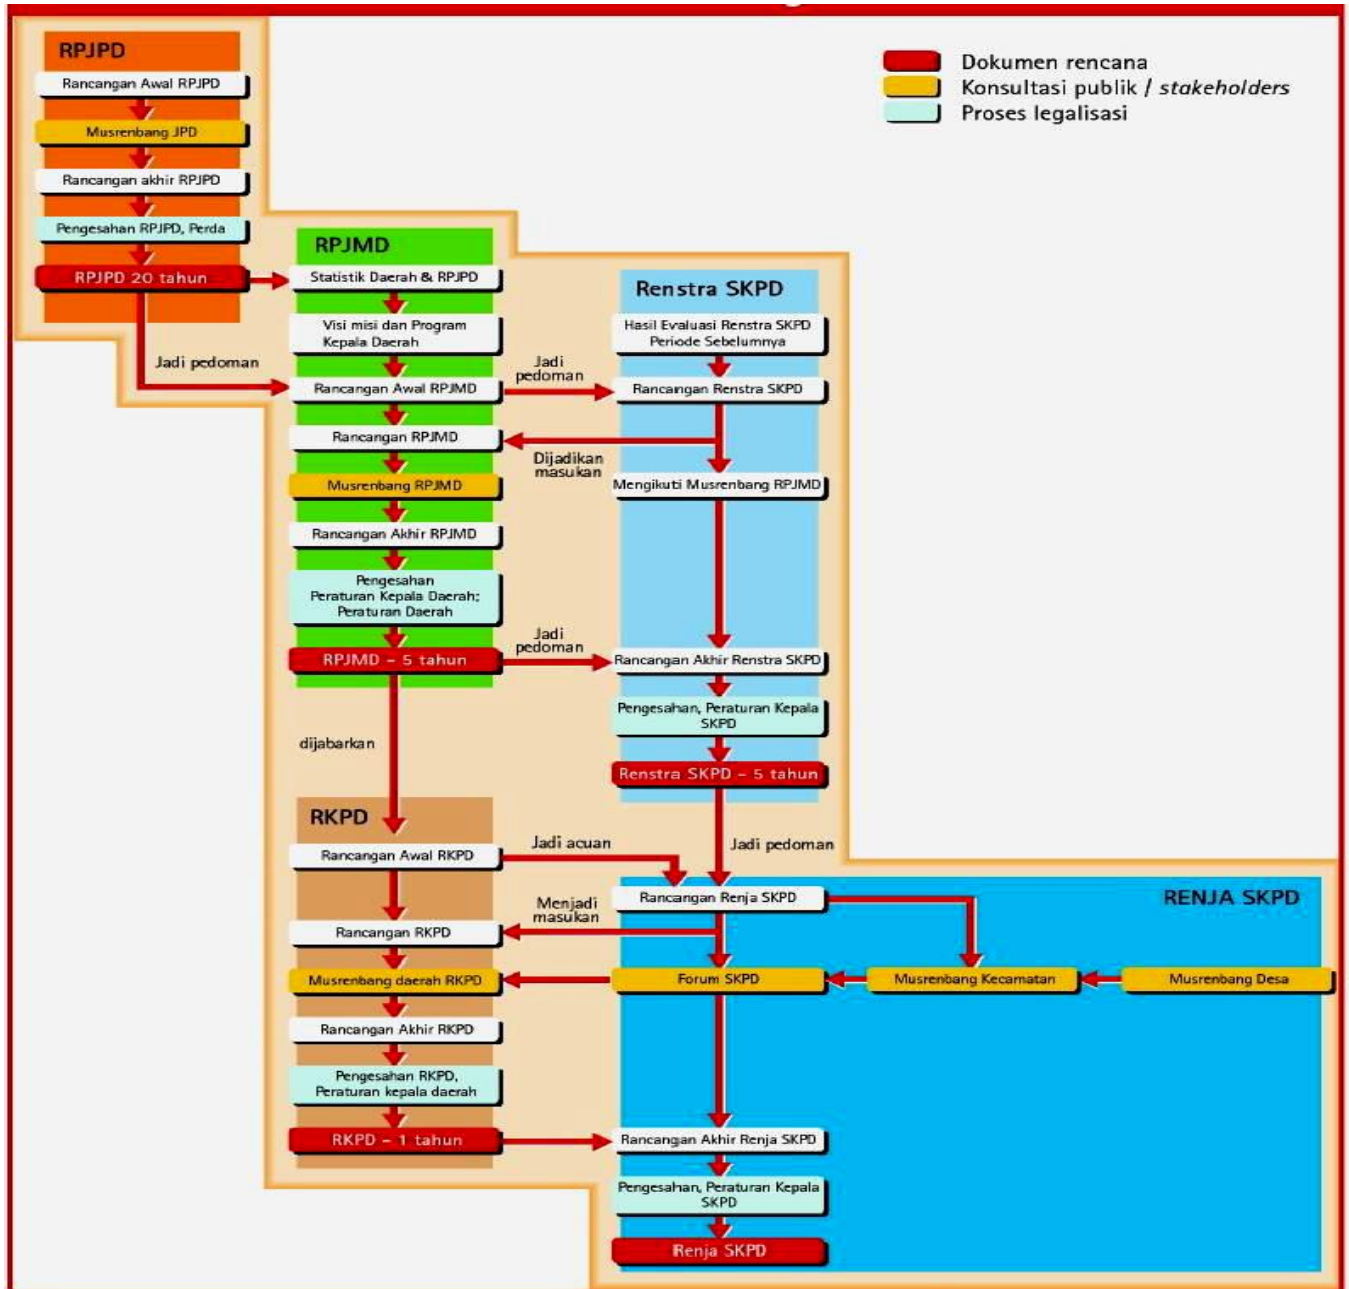 RPJPD
Rancangan Awal RPJPD
Musrenbang JPD
Rancangan akhir RPJPD
Pengesahan RPJPD, Perda
RPJPD 20 tahun
Jadi pedoman
Dokumen rencana
Konsultasi publik / stakeholders
Proses legalisasi
RPJMD
Statistik Daerah & RPJPD
Visi misi dan Program
Kepala Daerah
Rancangan Awal RPJMD
Rancangan RPJMD
Musrenbang RPJMD
Rancangan Akhir RPJMD
Pengesahan
Peraturan Kepala Daerah;
Peraturan Daerah
RPJMD – 5 tahun
dijabarkan
Jadi
pedoman
Dijadikan
masukan
Jadi
pedoman
Renstra SKPD
Hasil Evaluasi Renstra SKPD
Periode Sebelumnya
Rancangan Renstra SKPD
Mengikuti Musrenbang RPJMD
Rancangan Akhir Renstra SKPD
Pengesahan, Peraturan Kepala
SKPD
Renstra SKPD – 5 tahun
Jadi pedoman
RKPD
Rancangan Awal RKPD
Rancangan RKPD
Musrenbang daerah RKPD
Rancangan Akhir RKPD
Pengesahan RKPD,
Peraturan kepala daerah
RKPD – 1 tahun
Jadi acuan
Menjadi
masukan
RENJA SKPD
Rancangan Renja SKPD
Forum SKPD
Musrenbang Kecamatan
Musrenbang Desa
Rancangan Akhir Renja SKPD
Pengesahan, Peraturan Kepala
SKPD
Renja SKPD